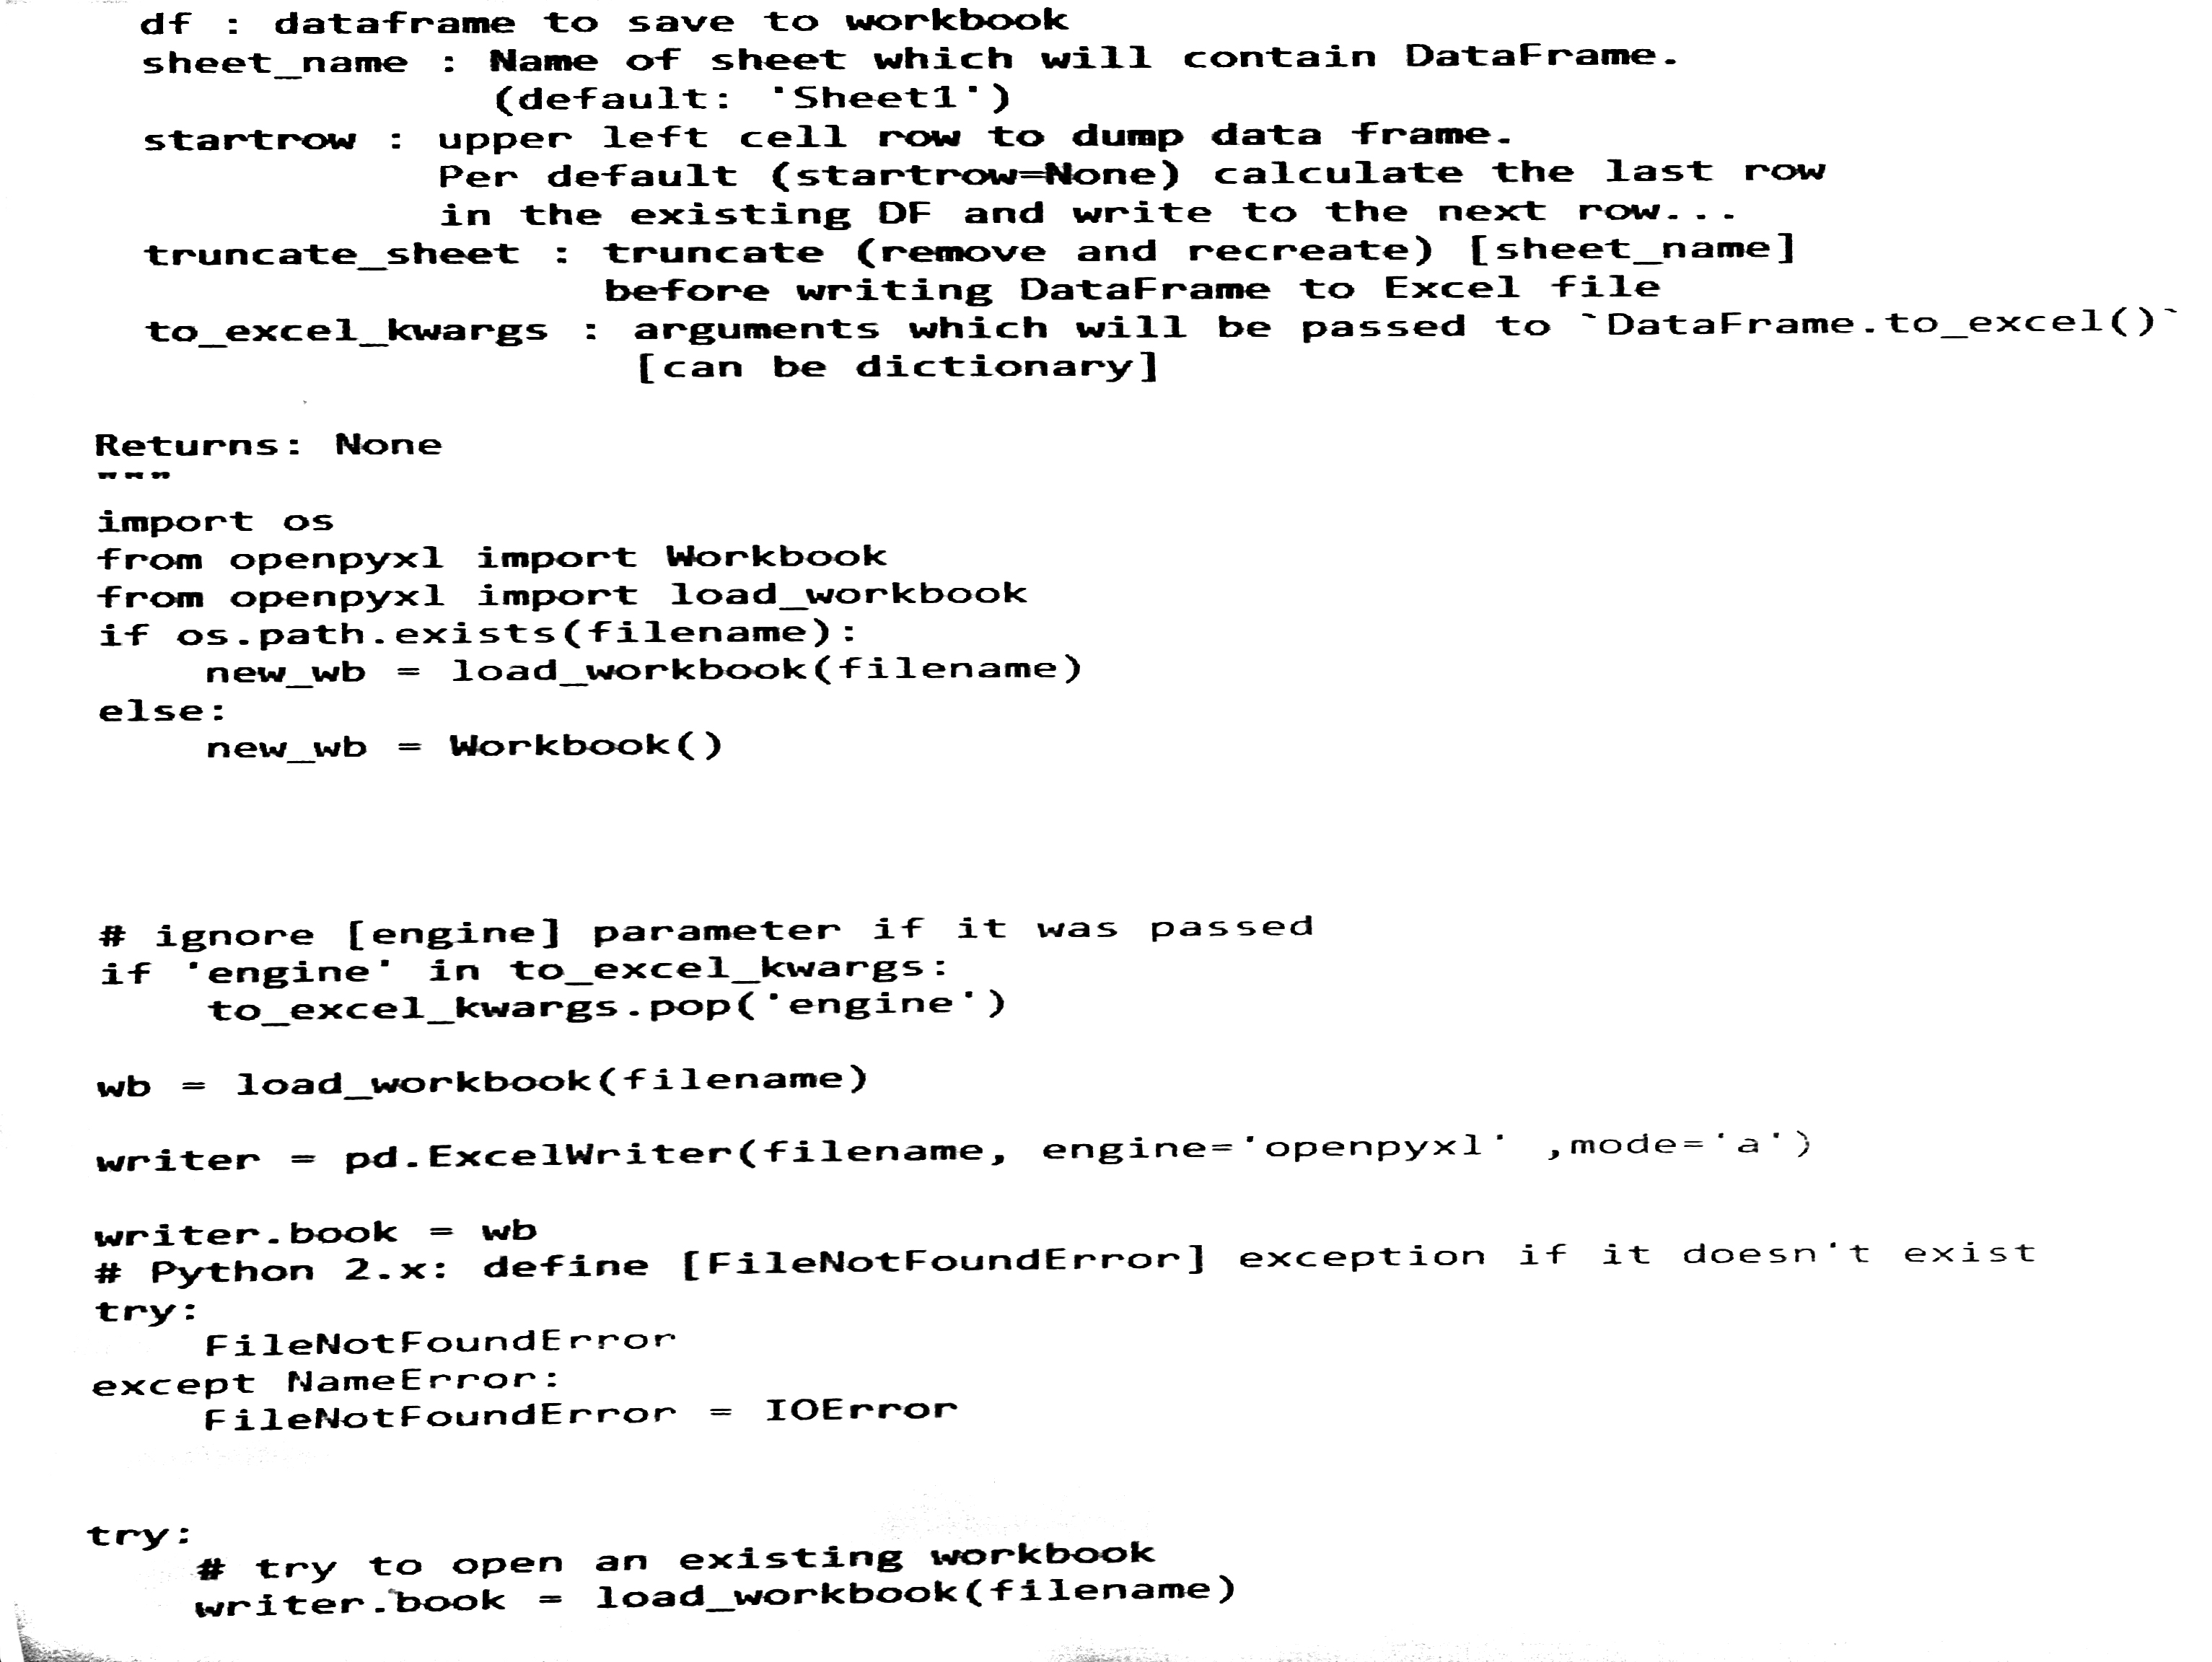 df : dataframe to save to workbook
sheet_name : Name of sheet which will contain DataFrame.
(default: 'Sheet1')
startrow : upper left cell row to dump data frame.
Per default (startrow=None) calculate the last row
in the existing DF and write to the next row...
truncate_sheet : truncate (remove and recreate) [sheet_name]
before writing DataFrame to Excel file
to_excel_kwargs : arguments which will be passed to `DataFrame.to_excel()`
[can be dictionary]
Returns: None
"""
import os
from openpyxl import Workbook
from openpyxl import load_workbook
if os.path.exists(filename):
new_wb = load_workbook(filename)
else:
new_wb = Workbook()
# ignore [engine] parameter if it was passed
if 'engine' in to_excel_kwargs:
to_excel_kwargs.pop('engine')
wb = load_workbook(filename)
writer = pd.ExcelWriter(filename, engine='openpyxl' ,mode='a')
writer.book = wb
# Python 2.x: define [FileNotFoundError] exception if it doesn't exist
try:
FileNotFoundError
except NameError:
FileNotFoundError = IOError
try:
# try to open an existing workbook
writer.book = load_workbook(filename)